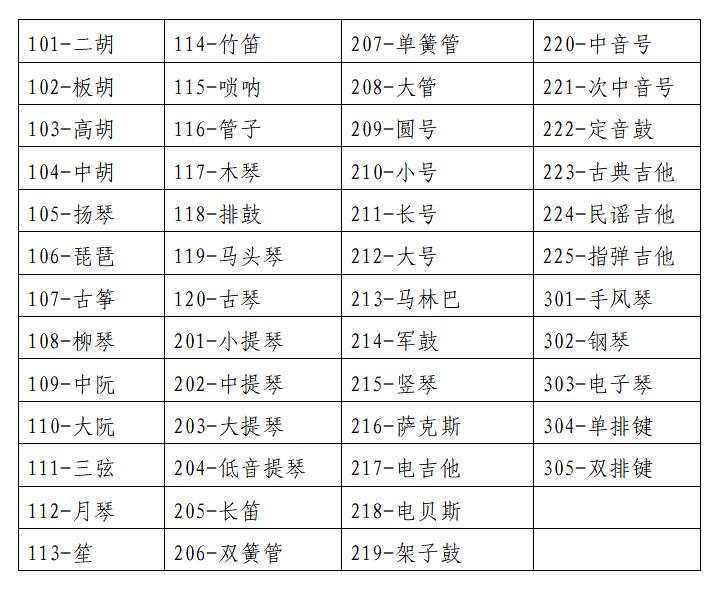 101-二胡 114-竹笛 207-单簧管 220-中音号
102-板胡 115-唢呐 208-大管 221-次中音号
103-高胡 116-管子 209-圆号 222-定音鼓
104-中胡 117-木琴 210-小号 223-古典吉他
105-扬琴 118-排鼓 211-长号 224-民谣吉他
106-琵琶 119-马头琴 212-大号 225-指弹吉他
107-古筝 120-古琴 213-马林巴 301-手风琴
108-柳琴 201-小提琴 214-军鼓 302-钢琴
109-中阮 202-中提琴 215-竖琴 303-电子琴
110-大阮 203-大提琴 216-萨克斯 304-单排键
111-三弦 204-低音提琴 217-电吉他 305-双排键
112-月琴 205-长笛 218-电贝斯
113-笙 206-双簧管 219-架子鼓